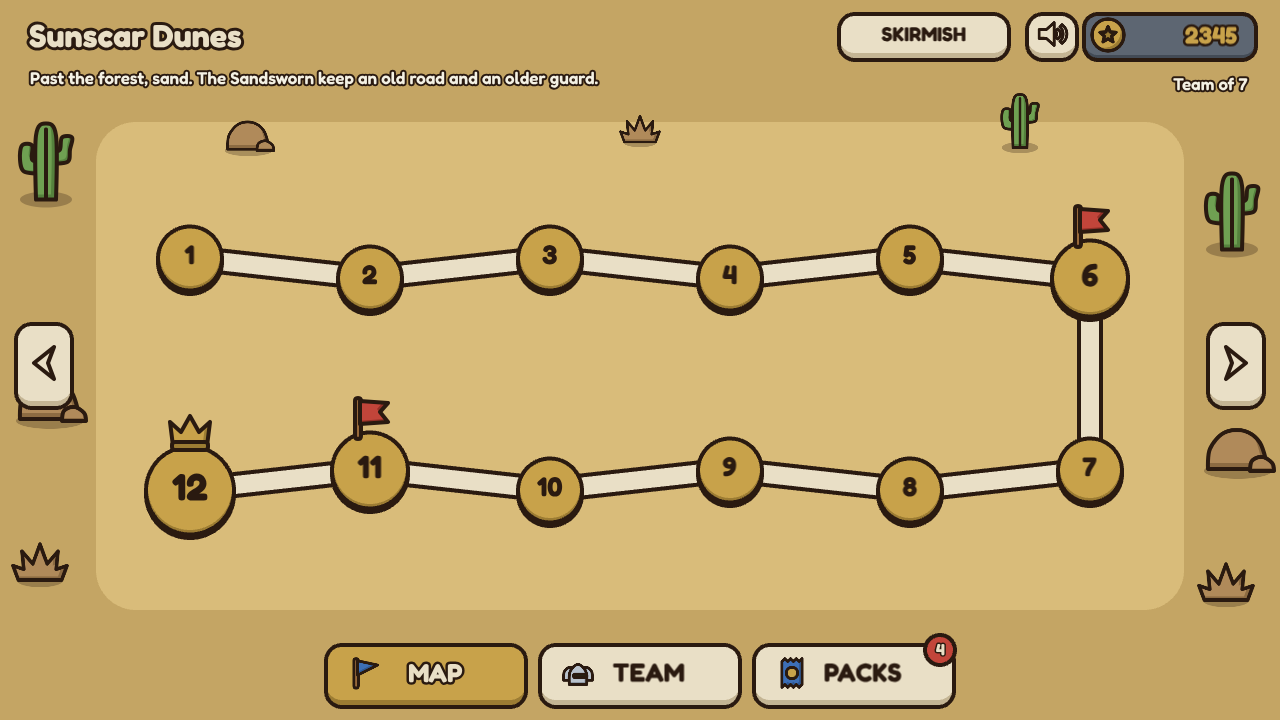 Sunscar Dunes
SKIRMISH
2345
Past the forest, sand. The Sandsworn keep an old road and an older guard.
Team of 7
1
2
3
4
5
6
12
11
10
9
8
7
MAP
TEAM
PACKS
4